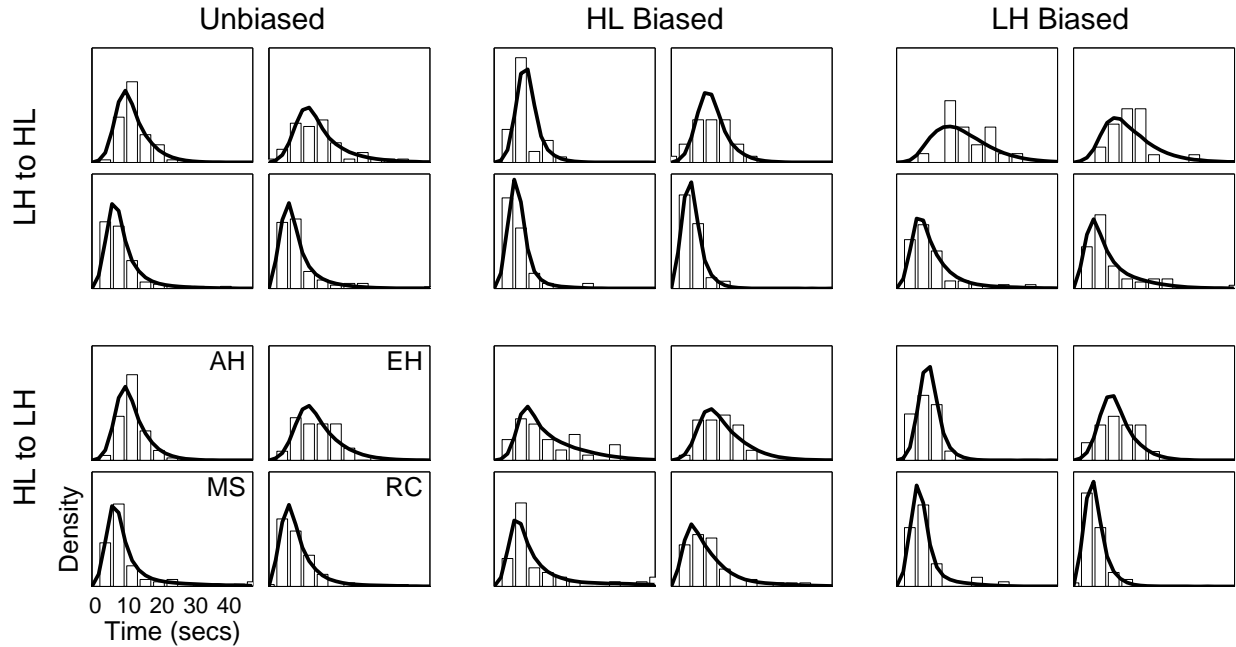 Unbiased HL Biased LH Biased
LH to HL
HL to LH
AH EH
MS RC
Density
0 10 20 30 40
Time (secs)